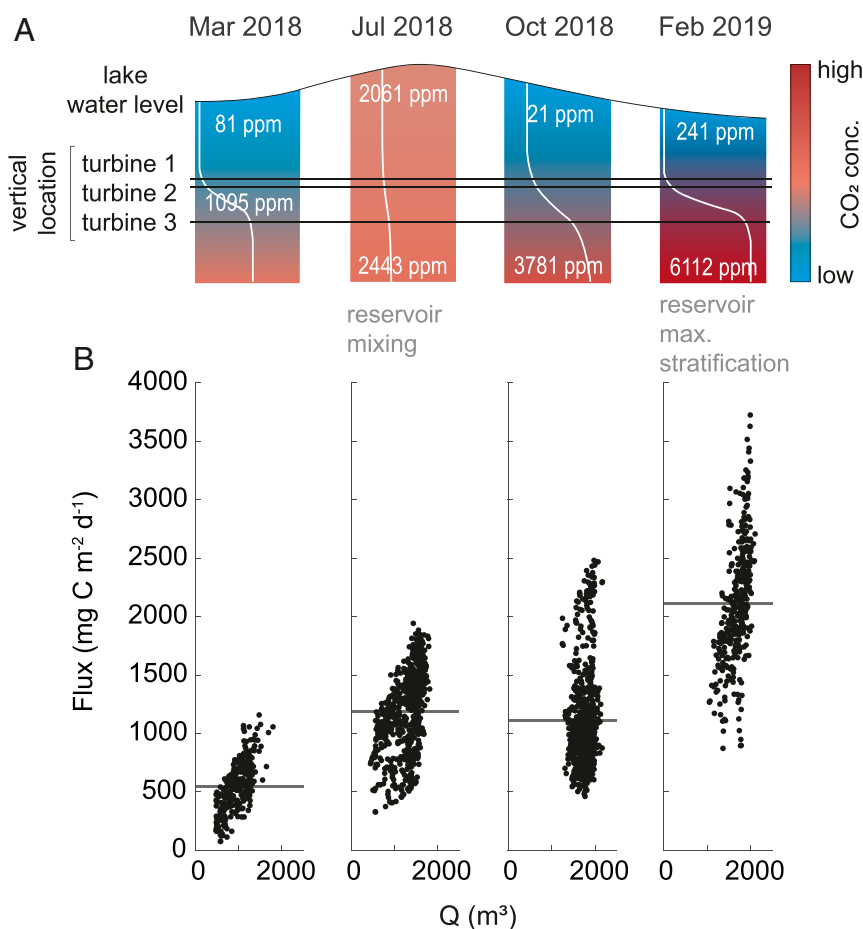 A
Mar 2018 Jul 2018 Oct 2018 Feb 2019
lake
water level
vertical
location
turbine 1
turbine 2
turbine 3
81 ppm
1095 ppm
2061 ppm
2443 ppm
21 ppm
3781 ppm
241 ppm
6112 ppm
high
CO₂ conc.
low
reservoir
mixing
reservoir
max.
stratification
B
Flux (mg C m⁻² d⁻¹)
4000
3500
3000
2500
2000
1500
1000
500
0
0 2000 0 2000 0 2000 0 2000
Q (m³)